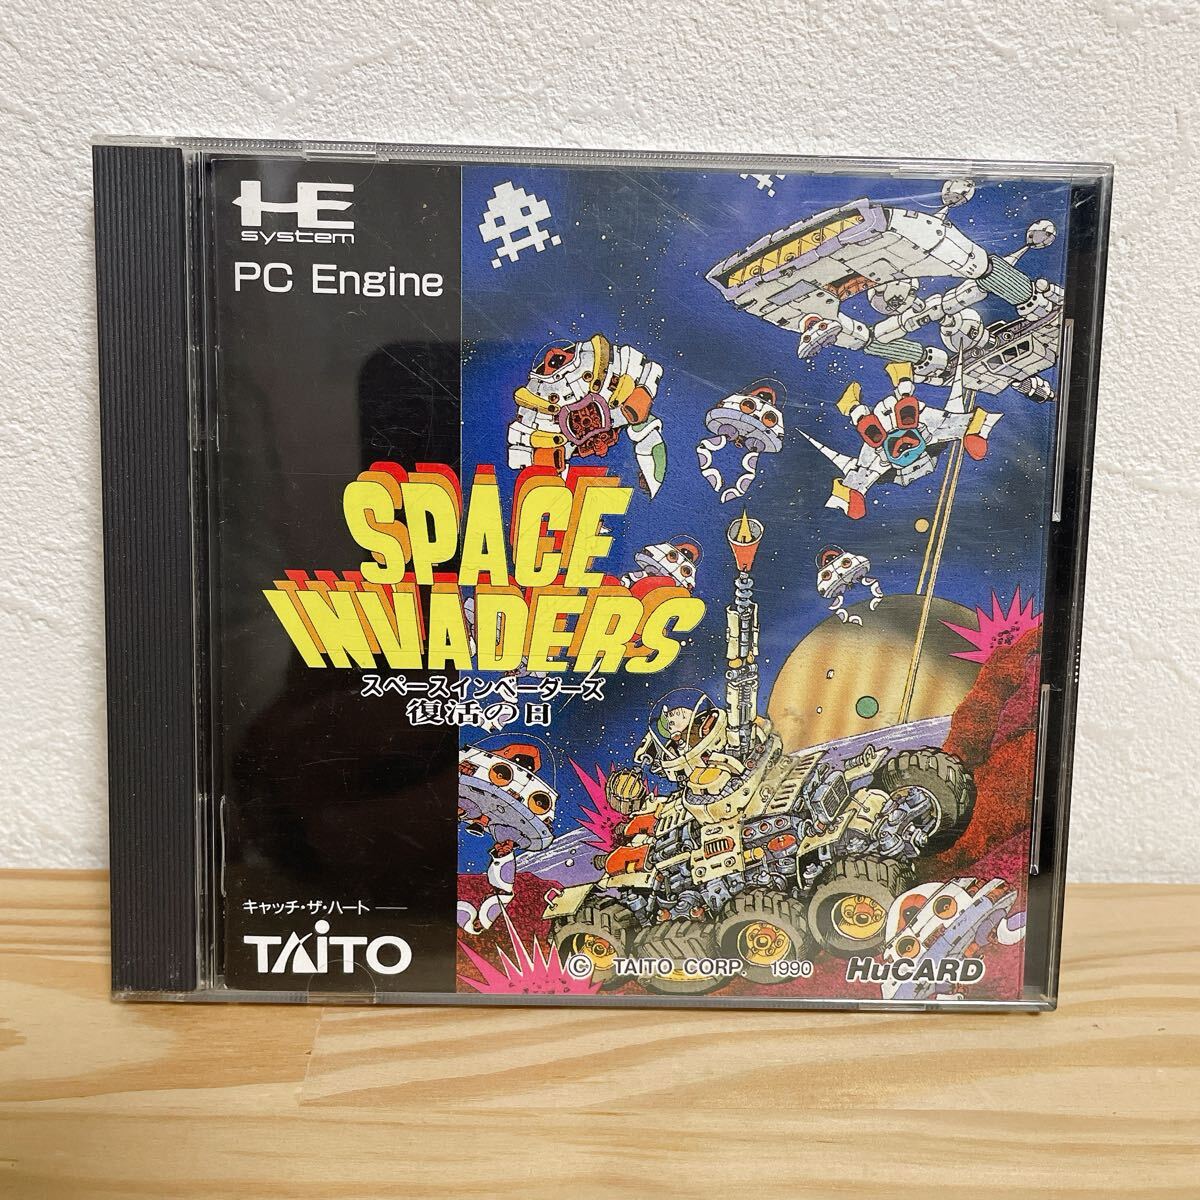 HE
system
PC Engine
SPACE
INVADERS
スペースインベーダーズ
復活の日
キャッチ・ザ・ハート
TAITO
© TAITO CORP. 1990
HuCARD